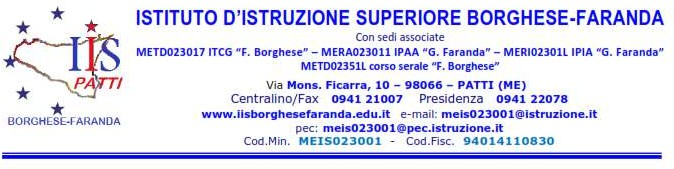 IIS
PATTI
BORGHESE-FARANDA
ISTITUTO D'ISTRUZIONE SUPERIORE BORGHESE-FARANDA
Con sedi associate
METD023017 ITCG “F. Borghese” – MERA023011 IPAA “G. Faranda” – MERI02301L IPIA “G. Faranda”
METD02351L corso serale “F. Borghese”
Via Mons. Ficarra, 10 – 98066 – PATTI (ME)
Centralino/Fax 0941 21007 Presidenza 0941 22078
www.iisborghesefaranda.edu.it e-mail: meis023001@istruzione.it
pec: meis023001@pec.istruzione.it
Cod.Min. MEIS023001 - Cod.Fisc. 94014110830